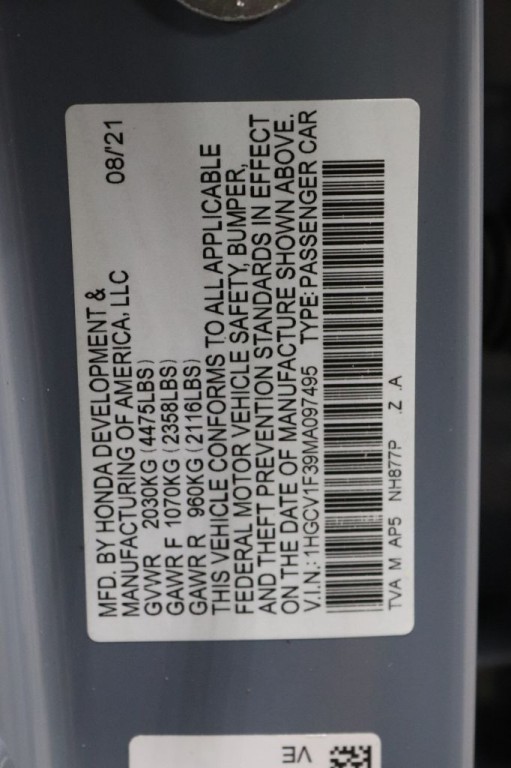 MFD. BY HONDA DEVELOPMENT & 08/'21
MANUFACTURING OF AMERICA, LLC
GVWR 2030KG (4475LBS)
GAWR F 1070KG (2358LBS)
GAWR R 960KG (2116LBS)
THIS VEHICLE CONFORMS TO ALL APPLICABLE
FEDERAL MOTOR VEHICLE SAFETY, BUMPER,
AND THEFT PREVENTION STANDARDS IN EFFECT
ON THE DATE OF MANUFACTURE SHOWN ABOVE.
V.I.N.: 1HGCV1F39MA097495 TYPE: PASSENGER CAR
TVA M AP5 NH877P .Z .A
VE